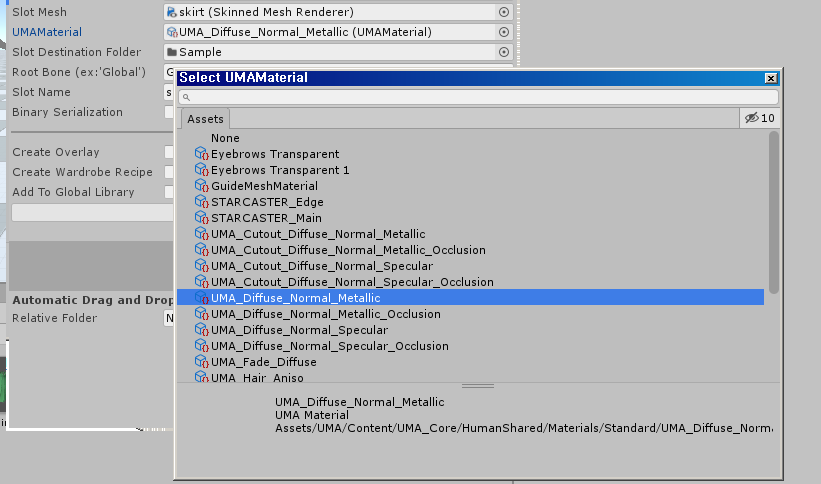 Slot Mesh
skirt (Skinned Mesh Renderer)
UMAMaterial
UMA_Diffuse_Normal_Metallic (UMAMaterial)
Slot Destination Folder
Sample
Root Bone (ex:'Global')
Slot Name
Binary Serialization
Create Overlay
Create Wardrobe Recipe
Add To Global Library
Automatic Drag and Drop
Relative Folder
Select UMAMaterial
Assets
10
None
Eyebrows Transparent
Eyebrows Transparent 1
GuideMeshMaterial
STARCASTER_Edge
STARCASTER_Main
UMA_Cutout_Diffuse_Normal_Metallic
UMA_Cutout_Diffuse_Normal_Metallic_Occlusion
UMA_Cutout_Diffuse_Normal_Specular
UMA_Cutout_Diffuse_Normal_Specular_Occlusion
UMA_Diffuse_Normal_Metallic
UMA_Diffuse_Normal_Metallic_Occlusion
UMA_Diffuse_Normal_Specular
UMA_Diffuse_Normal_Specular_Occlusion
UMA_Fade_Diffuse
UMA_Hair_Aniso
UMA_Diffuse_Normal_Metallic
UMA Material
Assets/UMA/Content/UMA_Core/HumanShared/Materials/Standard/UMA_Diffuse_Norm